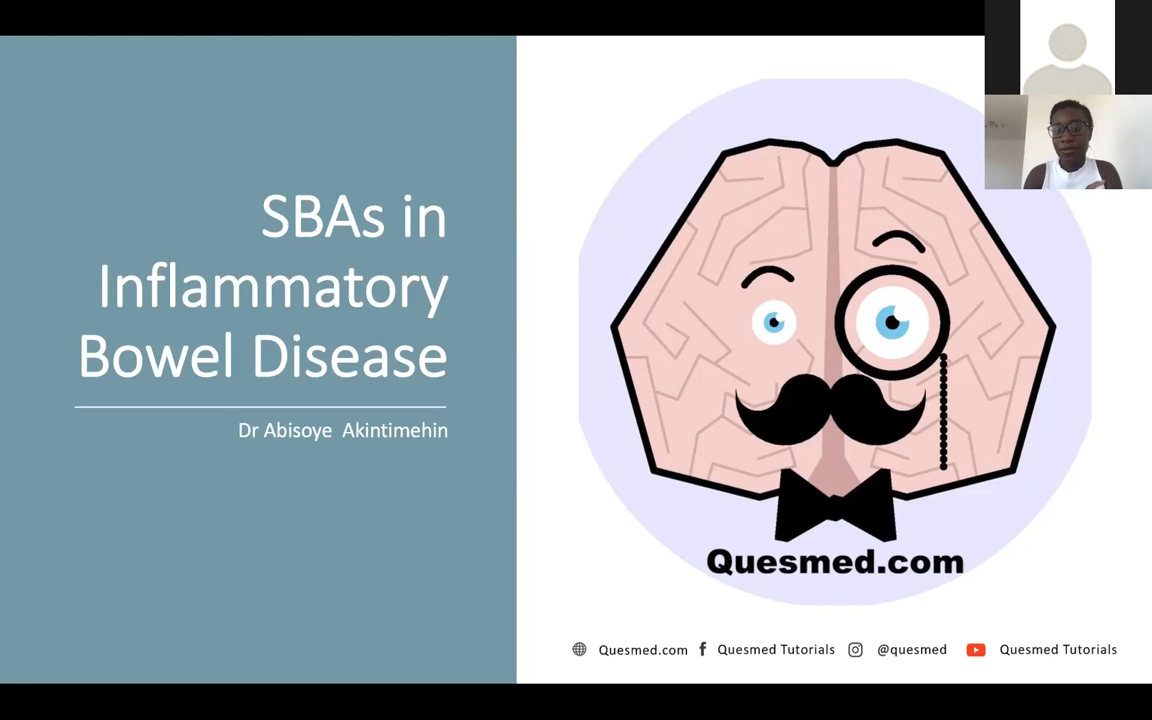 SBAs in
Inflammatory
Bowel Disease
Dr Abisoye Akintimehin
Quesmed.com
Quesmed.com
Quesmed Tutorials
@quesmed
Quesmed Tutorials